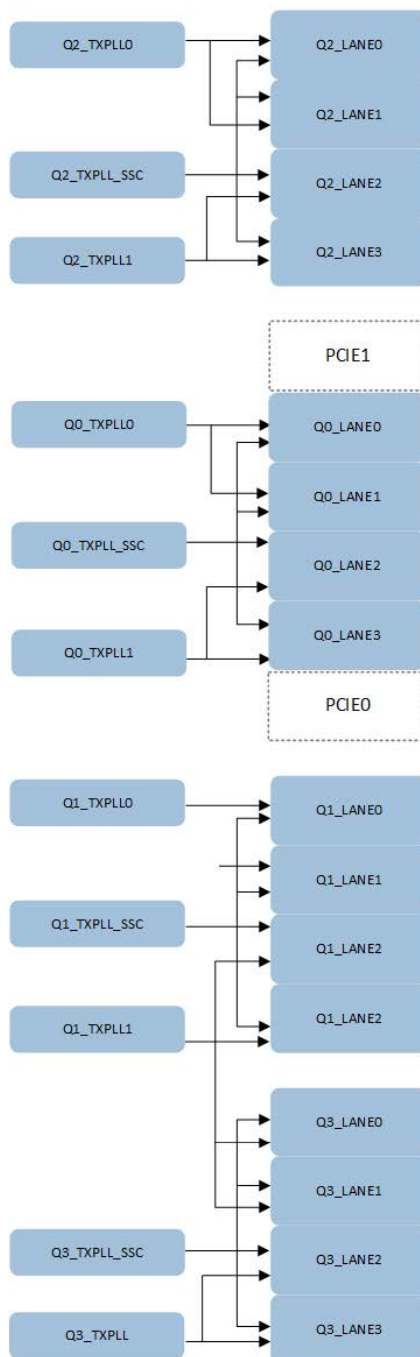 Q2_TXPLL0
Q2_LANE0
Q2_LANE1
Q2_TXPLL_SSC
Q2_LANE2
Q2_TXPLL1
Q2_LANE3
PCIE1
Q0_TXPLL0
Q0_LANE0
Q0_LANE1
Q0_TXPLL_SSC
Q0_LANE2
Q0_TXPLL1
Q0_LANE3
PCIE0
Q1_TXPLL0
Q1_LANE0
Q1_LANE1
Q1_TXPLL_SSC
Q1_LANE2
Q1_TXPLL1
Q1_LANE2
Q3_LANE0
Q3_LANE1
Q3_TXPLL_SSC
Q3_LANE2
Q3_TXPLL
Q3_LANE3